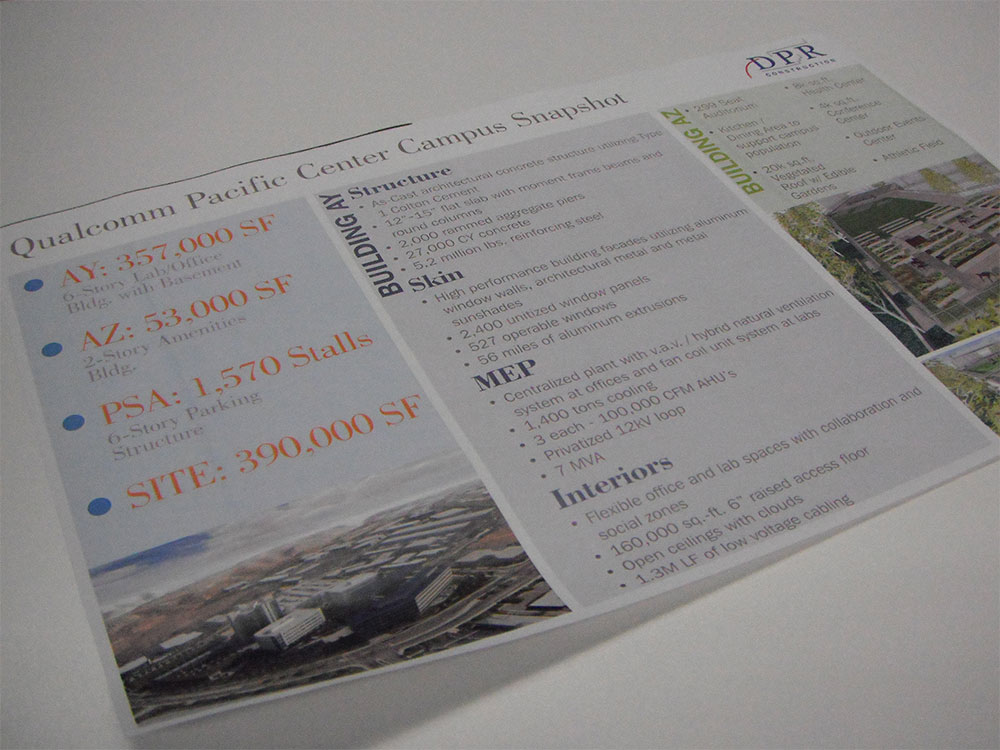 DPR
CONSTRUCTION
Qualcomm Pacific Center Campus Snapshot
AY: 357,000 SF
6-Story Lab/Office
Bldg. with Basement
AZ: 53,000 SF
2-Story Amenities
Bldg.
PSA: 1,570 Stalls
6-Story Parking
Structure
SITE: 390,000 SF
BUILDING AY
Structure
• As Cast architectural concrete structure utilizing Type
1 Colton Cement
• 12"-15" flat slab with moment frame beams and
round columns
• 2,000 rammed aggregate piers
• 27,000 CY concrete
• 5.2 million lbs. reinforcing steel
Skin
• High performance building facades utilizing aluminum
window walls, architectural metal and metal
sunshades
• 2,400 unitized window panels
• 527 operable windows
• 56 miles of aluminum extrusions
MEP
• Centralized plant with v.a.v. / hybrid natural ventilation
system at offices and fan coil unit system at labs
• 1,400 tons cooling
• 3 each - 100,000 CFM AHU's
• Privatized 12kV loop
• 7 MVA
Interiors
• Flexible office and lab spaces with collaboration and
social zones
• 160,000 sq.-ft. 6" raised access floor
• Open ceilings with clouds
• 1.3M LF of low voltage cabling
BUILDING AZ
• 299 Seat
Auditorium
• Kitchen /
Dining Area to
support campus
population
• 20k sq.ft.
Vegetated
Roof w/ Edible
Gardens
• 8k sq.ft.
Health Center
• 4k sq.ft.
Conference
Center
• Outdoor Events
Center
• Athletic Field